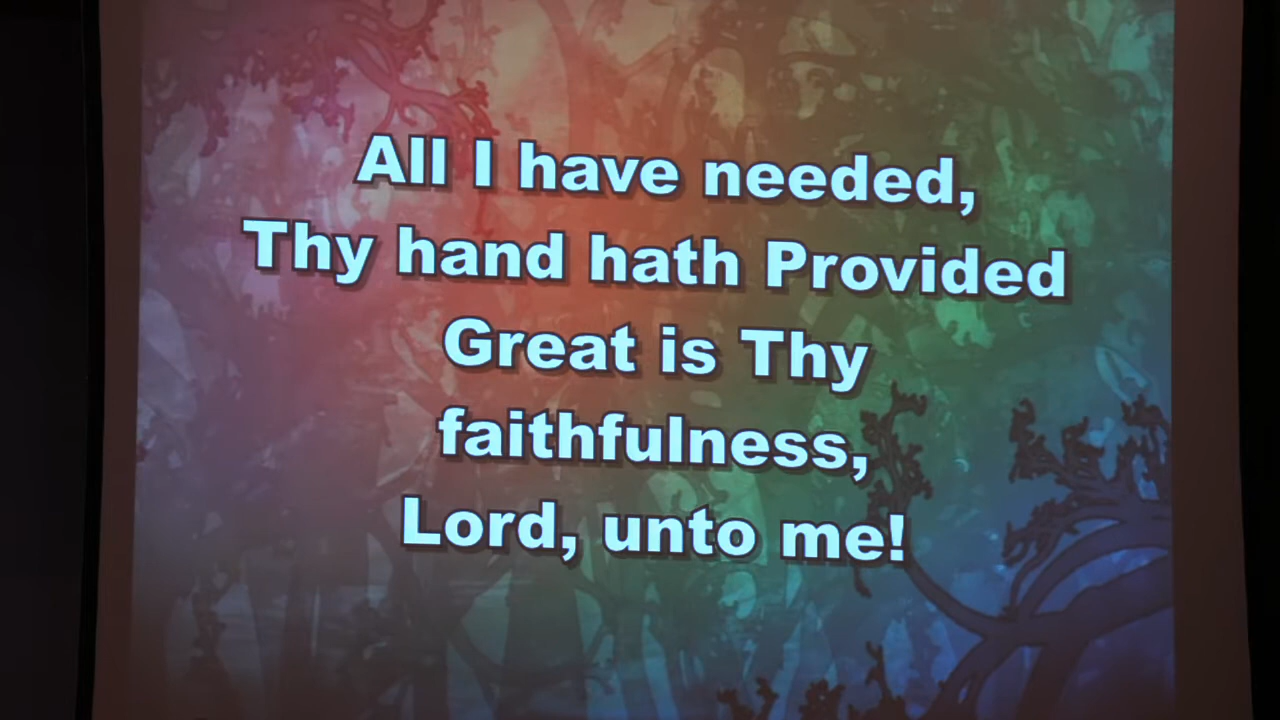 All I have needed,
Thy hand hath Provided
Great is Thy
faithfulness,
Lord, unto me!